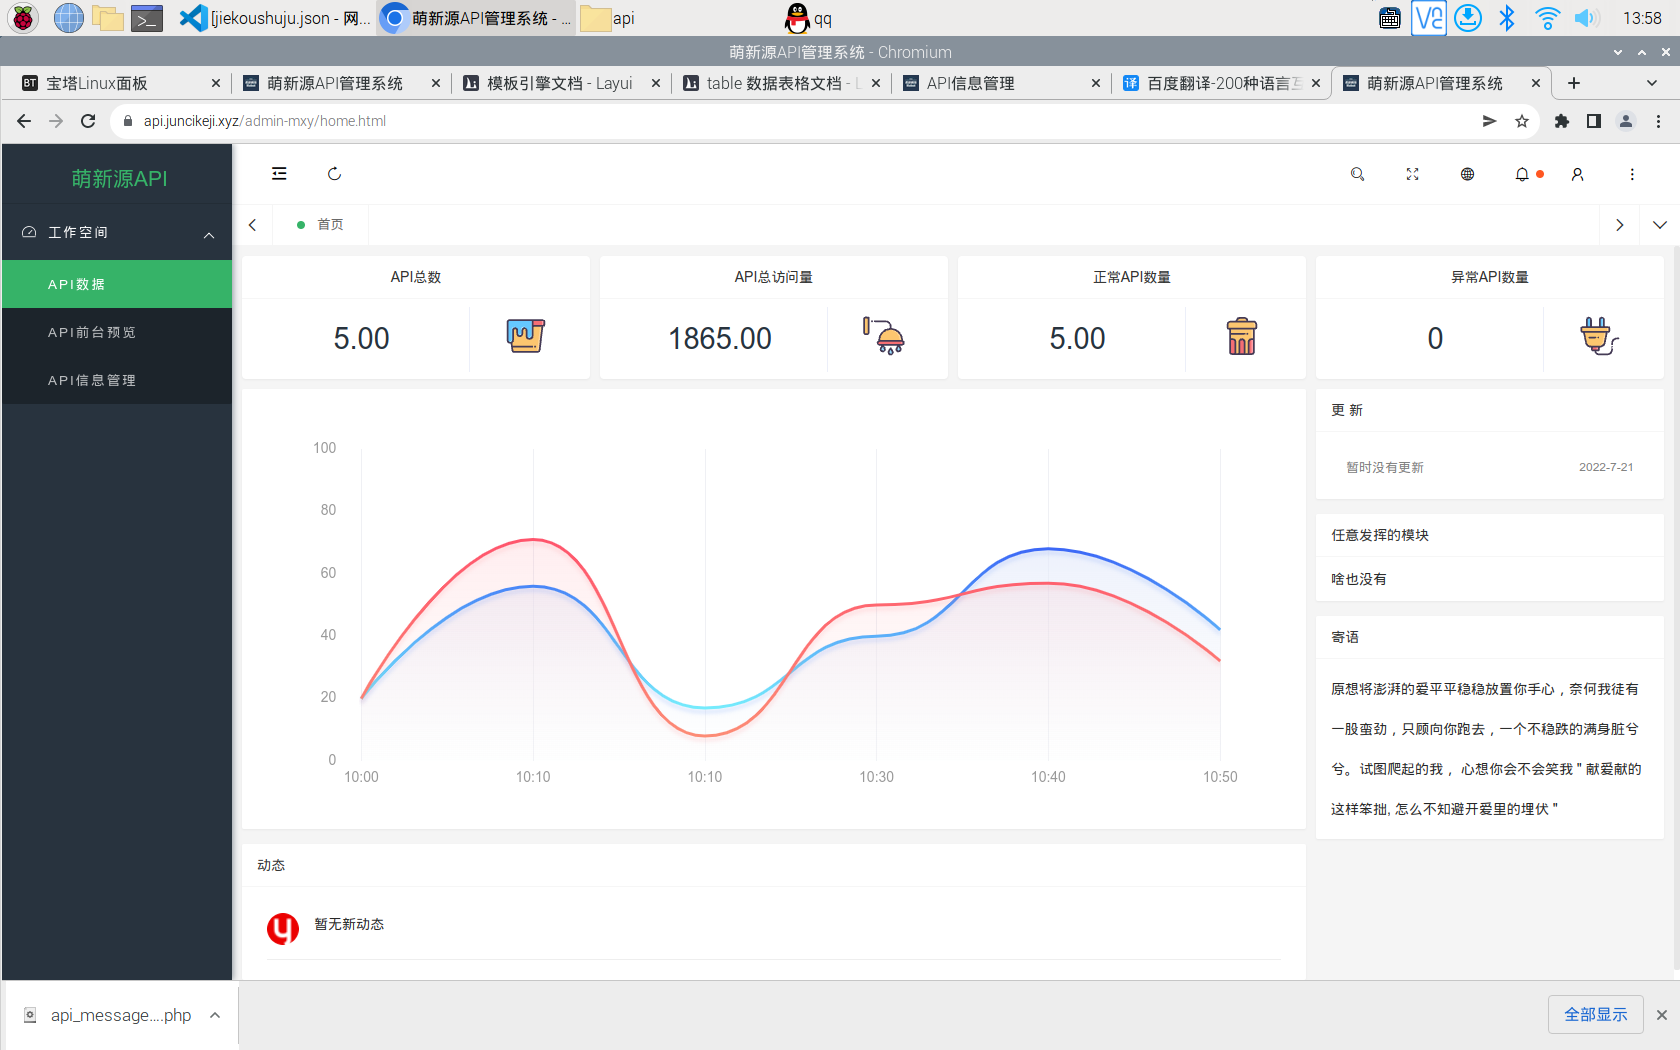 [jiekoushuju.json - 网...
萌新源API管理系统 - ...
api
qq
13:58
萌新源API管理系统 - Chromium
BT 宝塔Linux面板
萌新源API管理系统
模板引擎文档 - Layui
table 数据表格文档 - L
API信息管理
译 百度翻译-200种语言互
萌新源API管理系统
api.juncikeji.xyz/admin-mxy/home.html
萌新源API
工作空间
API数据
API前台预览
API信息管理
首页
API总数
5.00
API总访问量
1865.00
正常API数量
5.00
异常API数量
0
100
80
60
40
20
0
10:00
10:10
10:10
10:30
10:40
10:50
更 新
暂时没有更新
2022-7-21
任意发挥的模块
啥也没有
寄语
原想将澎湃的爱平平稳稳放置你手心，奈何我徒有
一股蛮劲，只顾向你跑去，一个不稳跌的满身脏兮
兮。试图爬起的我， 心想你会不会笑我 " 献爱献的
这样笨拙, 怎么不知避开爱里的埋伏 "
动态
暂无新动态
api_message....php
全部显示